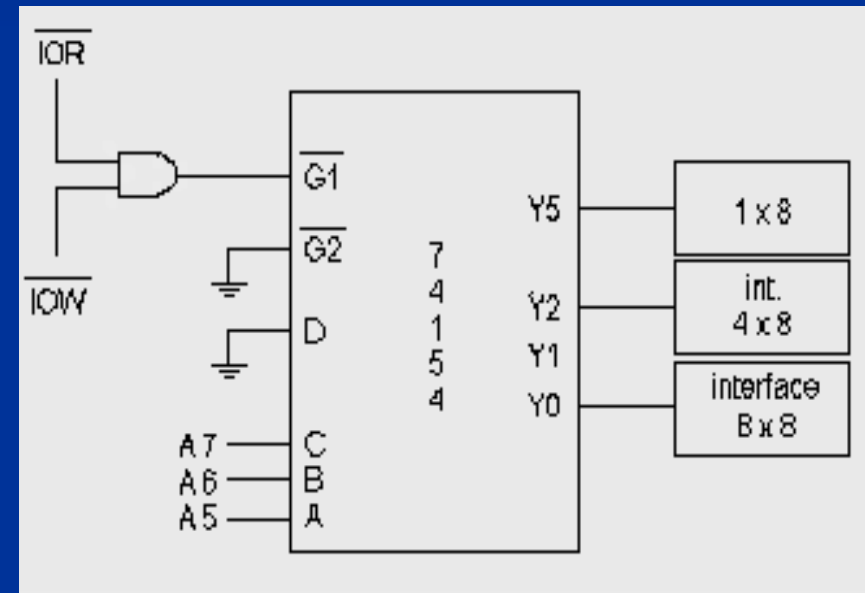 IOR
IOW
G1
G2
D
A7 C
A6 B
A5 A
7
4
1
5
4
Y5
Y2
Y1
Y0
1 x 8
int.
4 x 8
interface
8 x 8